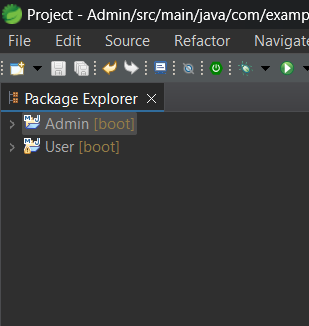 Project - Admin/src/main/java/com/examp
File Edit Source Refactor Navigate
Package Explorer
Admin [boot]
User [boot]